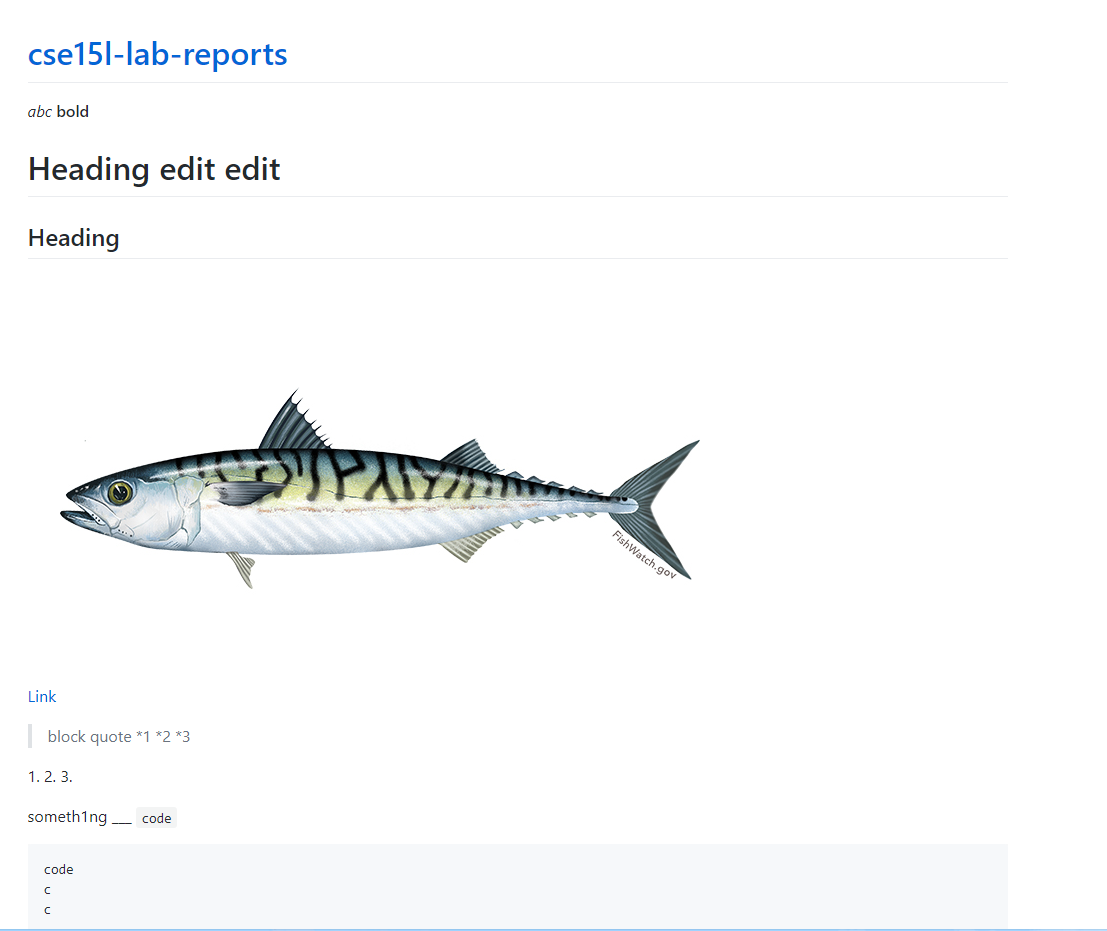 cse15l-lab-reports
abc bold
Heading edit edit
Heading
FishWatch.gov
Link
block quote *1 *2 *3
1. 2. 3.
someth1ng ___ code
code
c
c